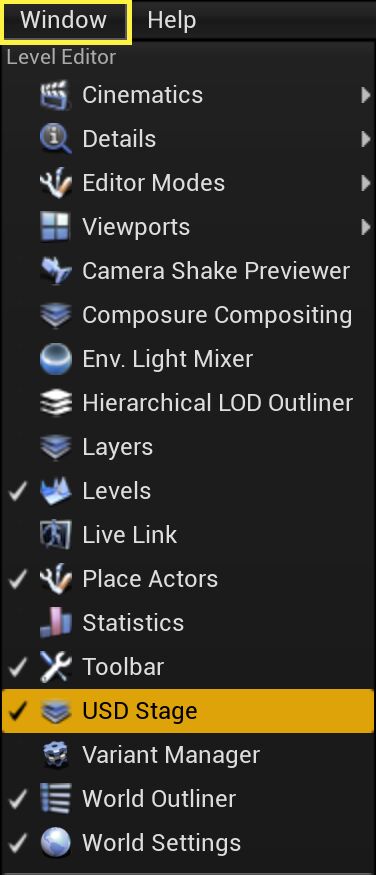 Window Help
Level Editor
Cinematics
Details
Editor Modes
Viewports
Camera Shake Previewer
Composure Compositing
Env. Light Mixer
Hierarchical LOD Outliner
Layers
Levels
Live Link
Place Actors
Statistics
Toolbar
USD Stage
Variant Manager
World Outliner
World Settings